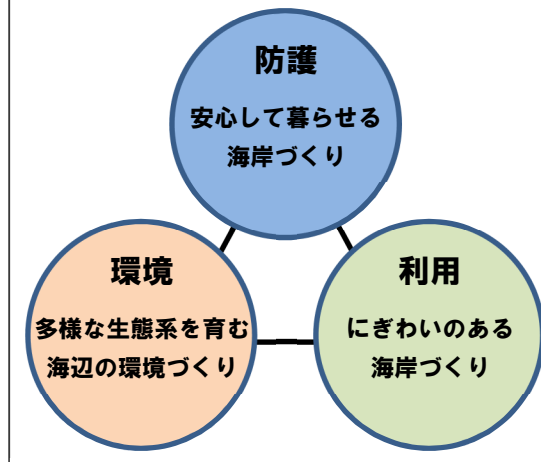 防護
安心して暮らせる
海岸づくり
環境
多様な生態系を育む
海辺の環境づくり
利用
にぎわいのある
海岸づくり